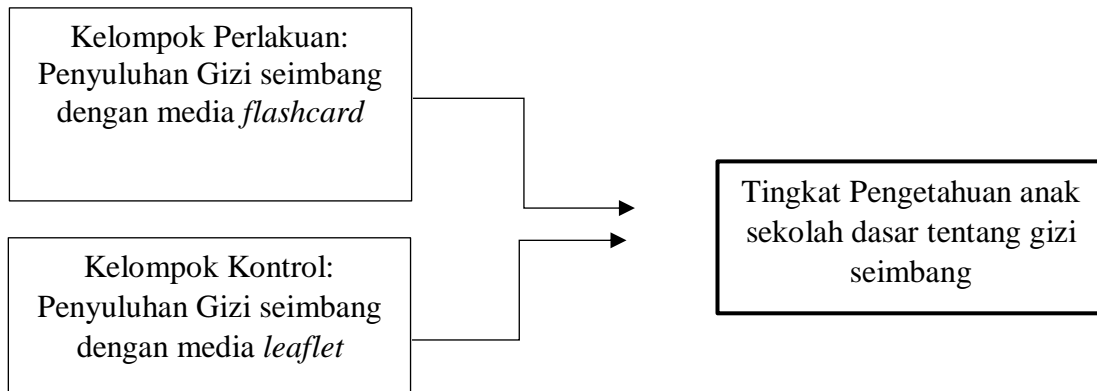 Kelompok Perlakuan:
Penyuluhan Gizi seimbang
dengan media flashcard
Kelompok Kontrol:
Penyuluhan Gizi seimbang
dengan media leaflet
Tingkat Pengetahuan anak
sekolah dasar tentang gizi
seimbang